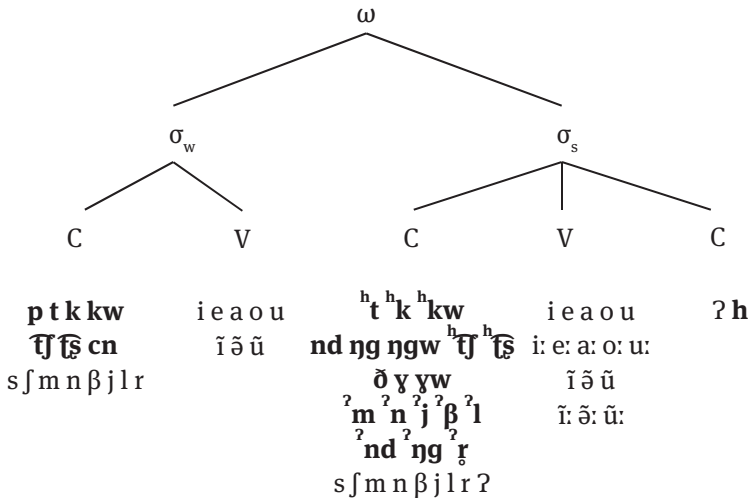 ω
σw σs
C V C V C
p t k kw i e a o u ʰt ʰk ʰkw i e a o u ʔ h
t͡ʃ t͡ʂ cn ĩ ə̃ ũ nd ŋg ŋgw ʰt͡ʃ ʰt͡ʂ iː eː aː oː uː
s ʃ m n β j l r ð ɣ ɣw ĩ ə̃ ũ
ˀm ˀn ˀj ˀβ ˀl ĩː ə̃ː ũː
ˀnd ˀŋg ˀr̥
s ʃ m n β j l r ʔ